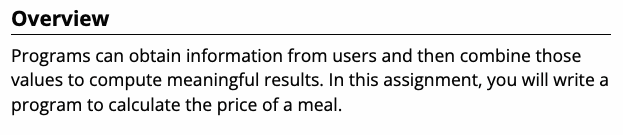 Overview
Programs can obtain information from users and then combine those
values to compute meaningful results. In this assignment, you will write a
program to calculate the price of a meal.